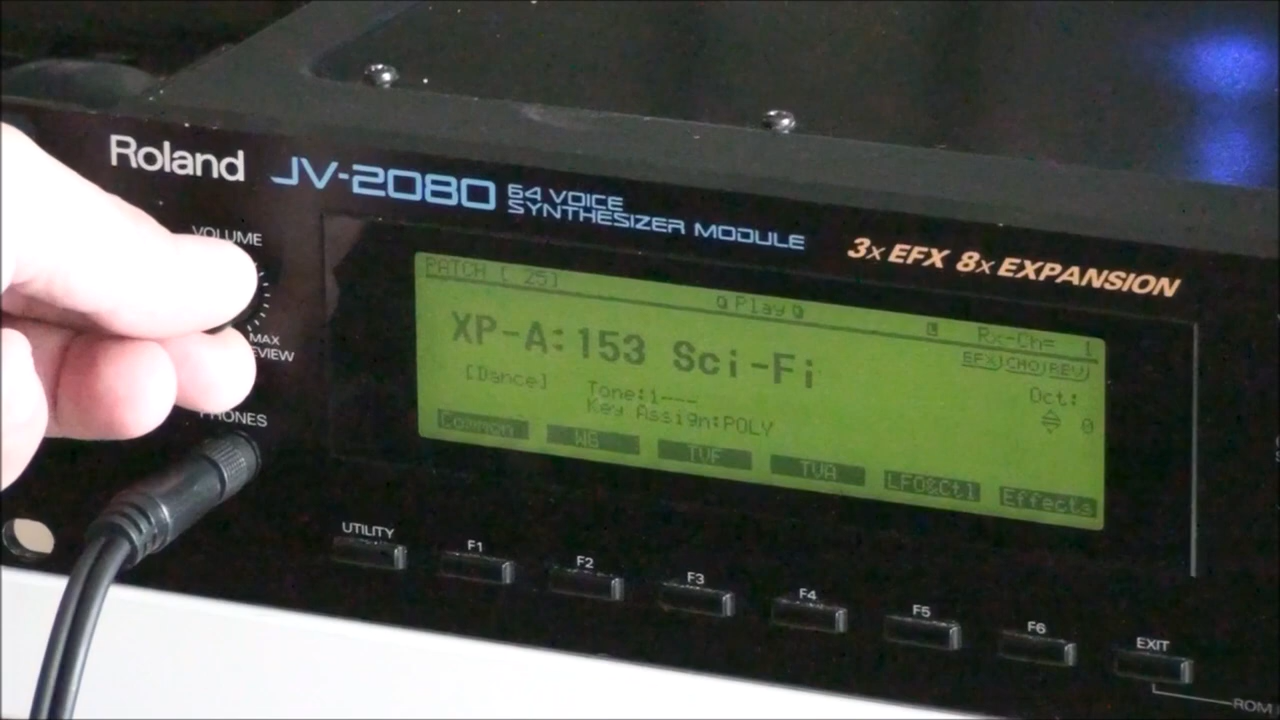 Roland JV-2080 64 VOICE
SYNTHESIZER MODULE
3x EFX 8x EXPANSION
VOLUME
MAX
EVIEW
PHONES
PATCH [ 25]
Play
Rx-Ch= 1
XP-A:153 Sci-Fi
EFX CHO REV
[Dance]
Tone:1---
Oct:
Key Assign:POLY
0
Common WG TVF TVA LFO&Ctl Effects
UTILITY F1 F2 F3 F4 F5 F6 EXIT
ROM